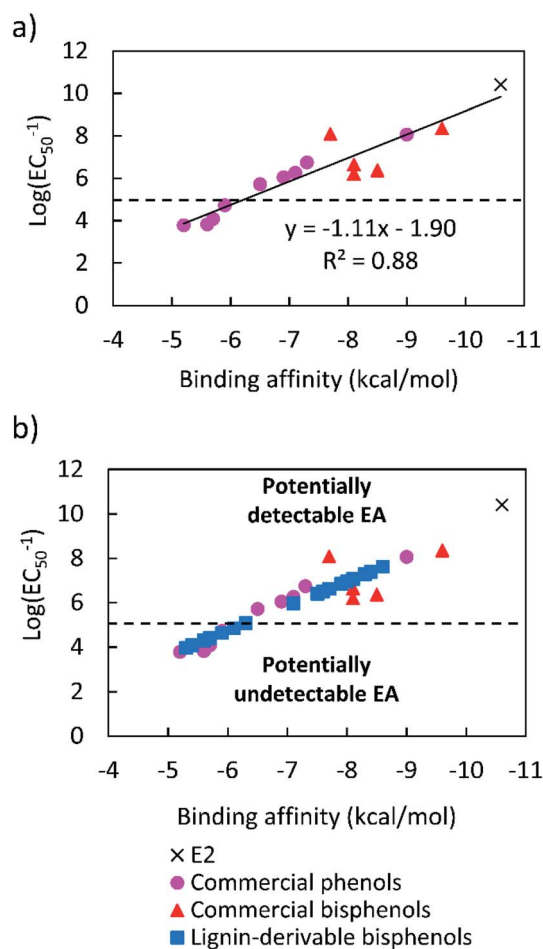 a)
12
10
8
6
4
2
0
Log(EC₅₀⁻¹)
y = -1.11x - 1.90
R² = 0.88
-4 -5 -6 -7 -8 -9 -10 -11
Binding affinity (kcal/mol)
b)
12
10
8
6
4
2
0
Log(EC₅₀⁻¹)
Potentially
detectable EA
Potentially
undetectable EA
-4 -5 -6 -7 -8 -9 -10 -11
Binding affinity (kcal/mol)
× E2
Commercial phenols
Commercial bisphenols
Lignin-derivable bisphenols